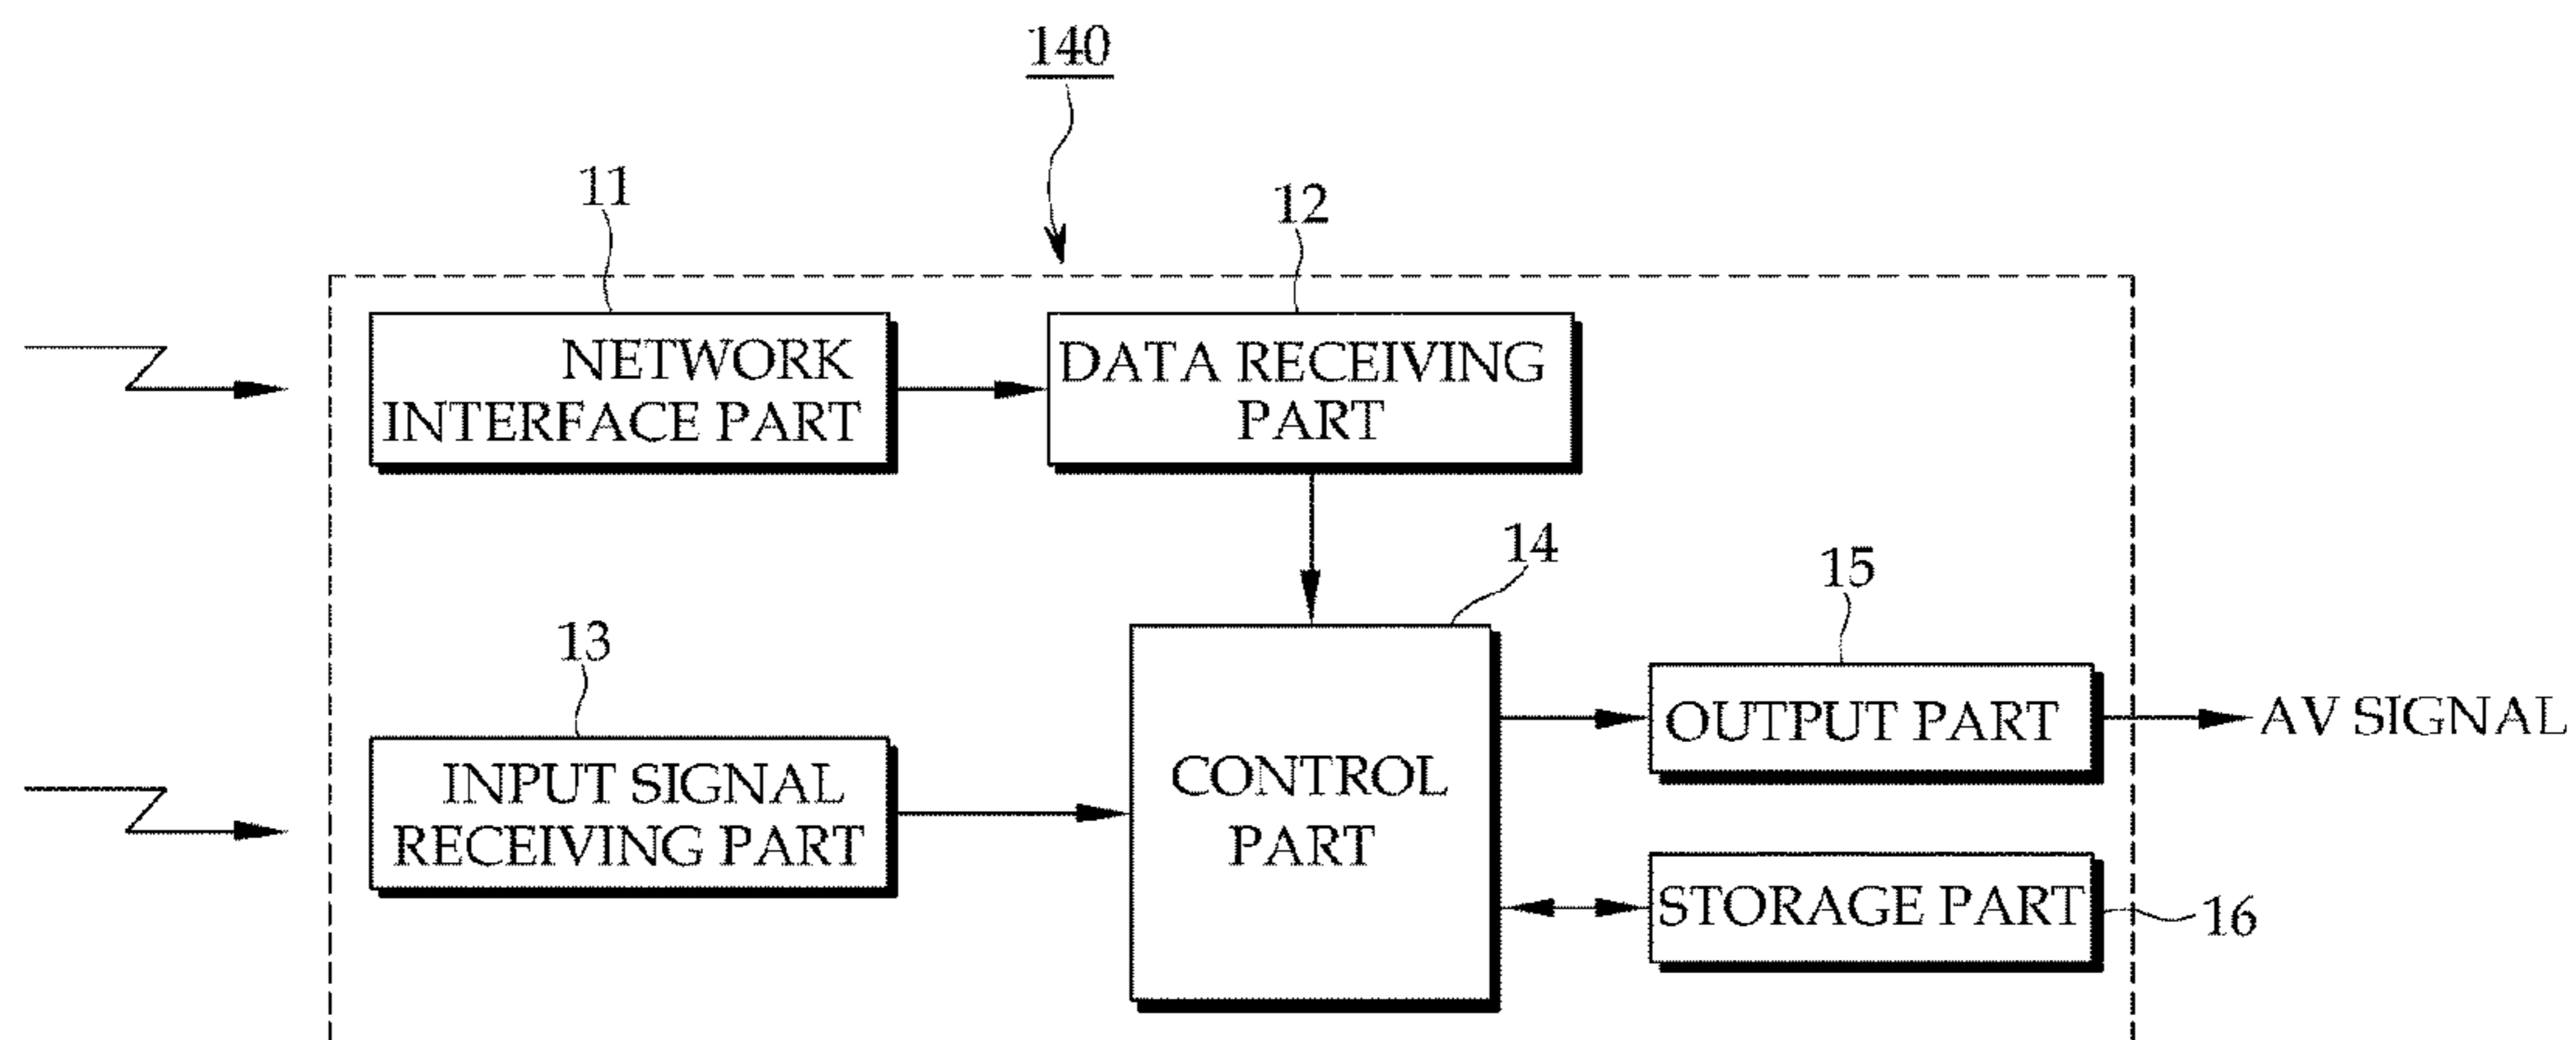 140
11
12
NETWORK
INTERFACE PART
DATA RECEIVING
PART
14
15
13
INPUT SIGNAL
RECEIVING PART
CONTROL
PART
OUTPUT PART
AV SIGNAL
STORAGE PART
16